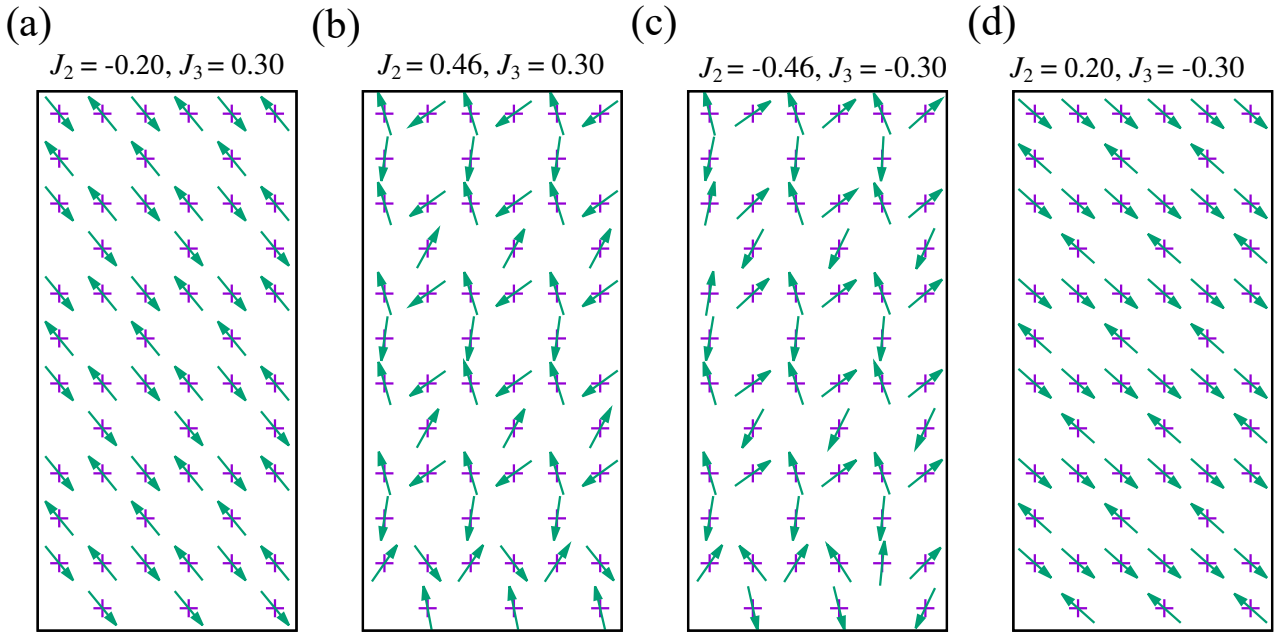 (a) (b) (c) (d)
J₂ = -0.20, J₃ = 0.30 J₂ = 0.46, J₃ = 0.30 J₂ = -0.46, J₃ = -0.30 J₂ = 0.20, J₃ = -0.30